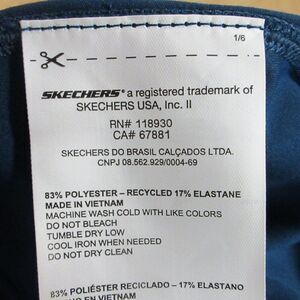 1/6
SKECHERS® a registered trademark of
SKECHERS USA, Inc. II
RN# 118930
CA# 67881
SKECHERS DO BRASIL CALÇADOS LTDA.
CNPJ 08.562.929/0004-69
83% POLYESTER – RECYCLED 17% ELASTANE
MADE IN VIETNAM
MACHINE WASH COLD WITH LIKE COLORS
DO NOT BLEACH
TUMBLE DRY LOW
COOL IRON WHEN NEEDED
DO NOT DRY CLEAN
83% POLIÉSTER RECICLADO – 17% ELASTANO
EN VIETNAM